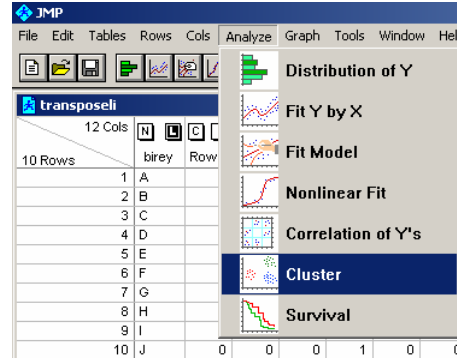 JMP
File Edit Tables Rows Cols Analyze Graph Tools Window Hel
transposeli
12 Cols N L C
10 Rows birey Row
1 A
2 B
3 C
4 D
5 E
6 F
7 G
8 H
9 I
10 J 0 0 0 1 0 0
Distribution of Y
Fit Y by X
Fit Model
Nonlinear Fit
Correlation of Y's
Cluster
Survival